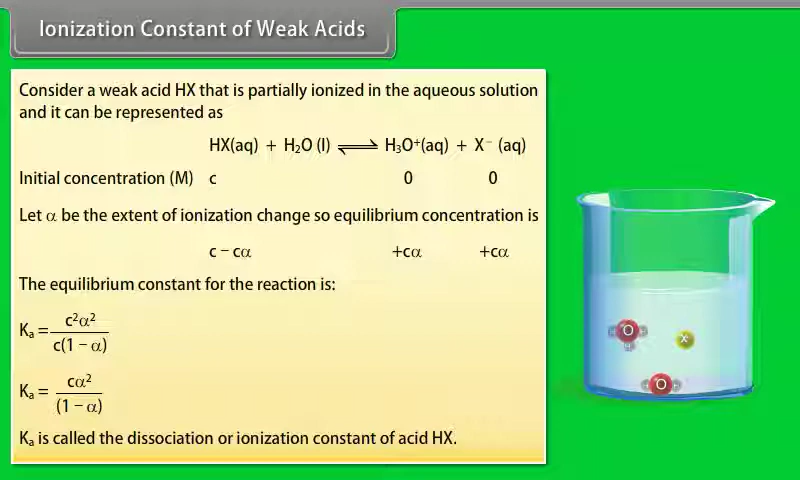 Ionization Constant of Weak Acids
Consider a weak acid HX that is partially ionized in the aqueous solution
and it can be represented as
HX(aq) + H₂O (l) ⇌ H₃O⁺(aq) + X⁻ (aq)
Initial concentration (M) c 0 0
Let α be the extent of ionization change so equilibrium concentration is
c − cα +cα +cα
The equilibrium constant for the reaction is:
Kₐ = c²α² / c(1 − α)
Kₐ = cα² / (1 − α)
Kₐ is called the dissociation or ionization constant of acid HX.
O
X⁻
O